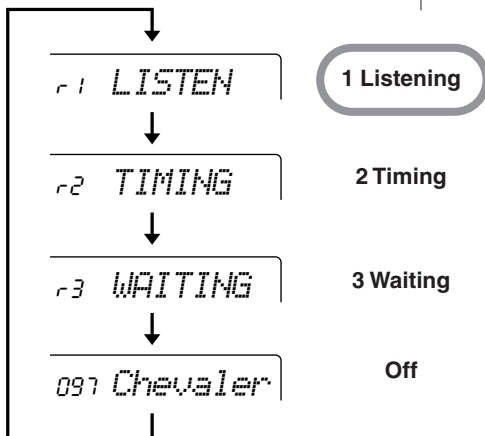 r1 LISTEN
1 Listening
r2 TIMING
2 Timing
r3 WAITING
3 Waiting
097 Chevaler
Off